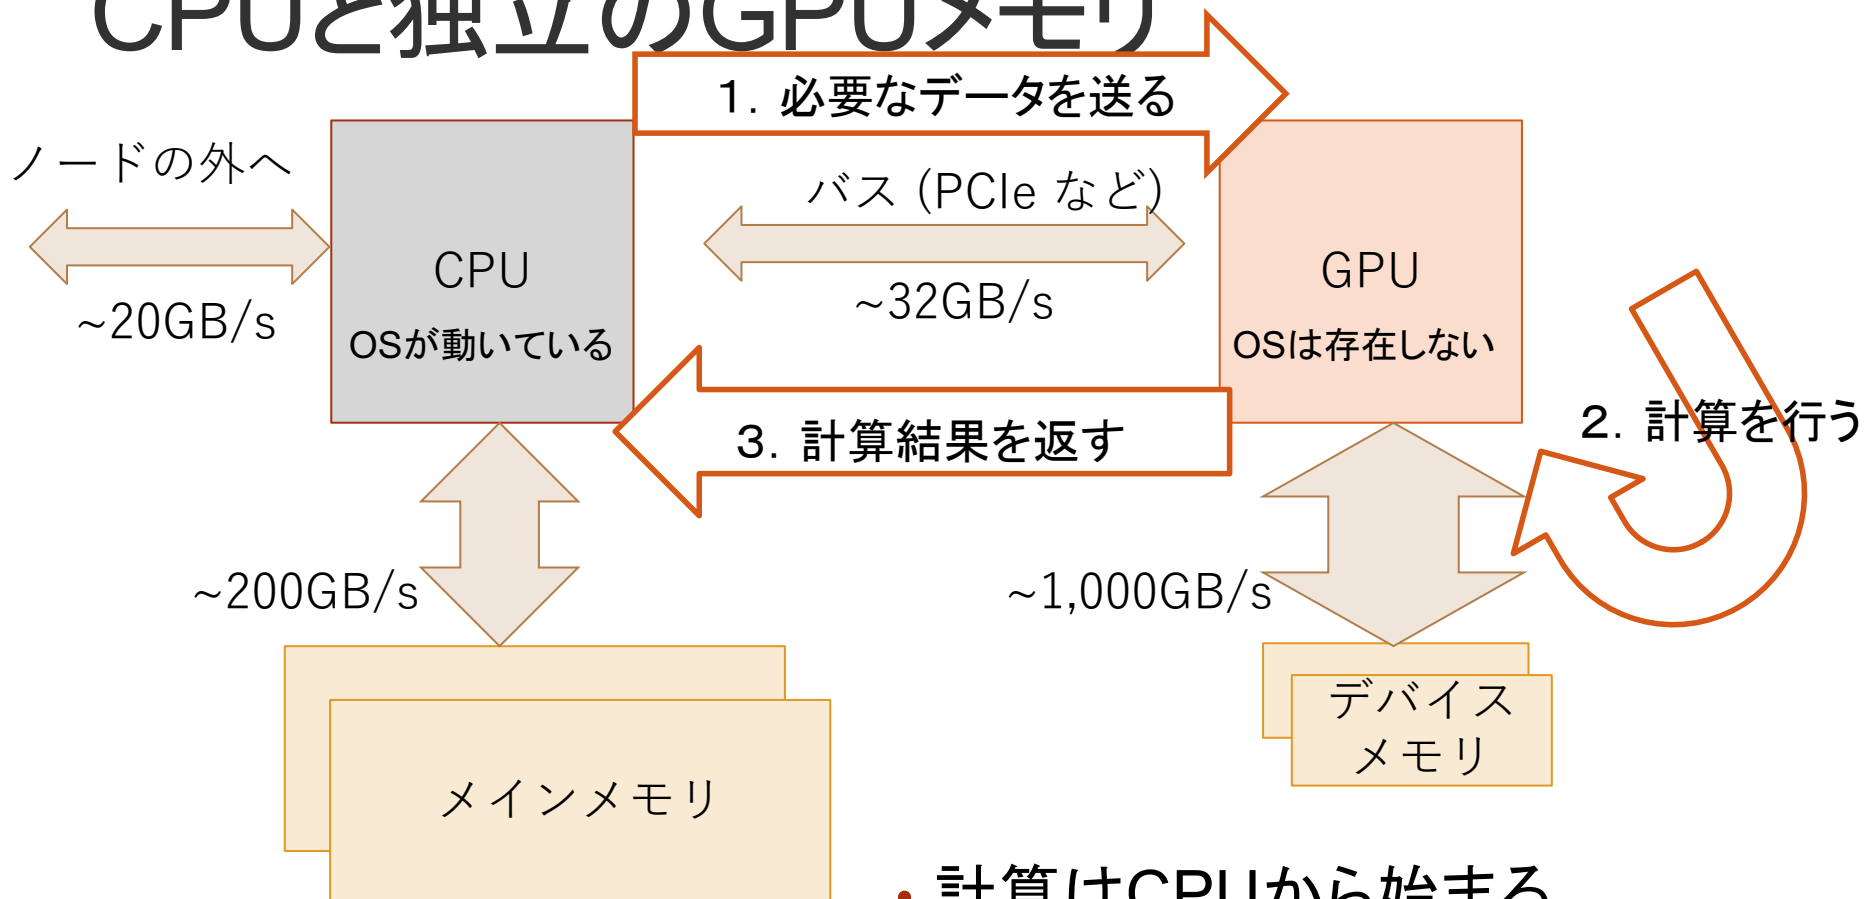 CPUと独立のGPUメモリ
1. 必要なデータを送る
ノードの外へ
バス (PCIe など)
CPU
GPU
~20GB/s
~32GB/s
OSが動いている
OSは存在しない
2. 計算を行う
3. 計算結果を返す
~200GB/s
~1,000GB/s
デバイス
メモリ
メインメモリ
• 計算はCPUから始まる